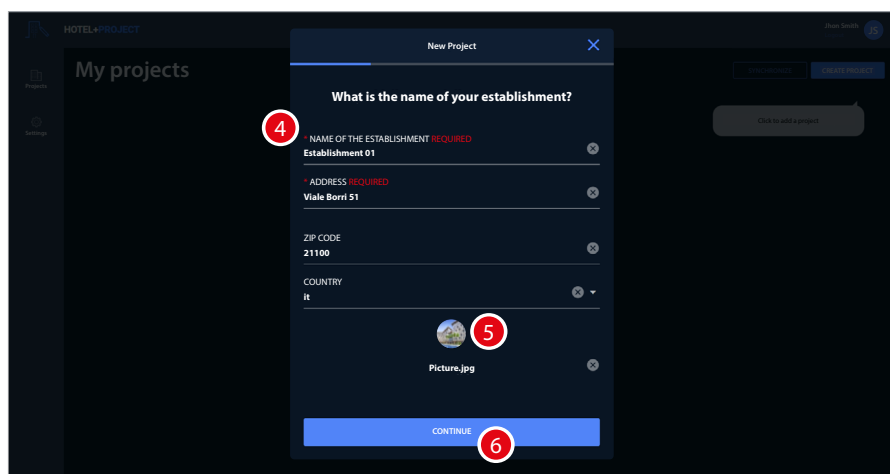 HOTEL+PROJECT
Jhon Smith
JS
My projects
Projects
Settings
CREATE PROJECT
Click to add a project
New Project
What is the name of your establishment?
4
* NAME OF THE ESTABLISHMENT REQUIRED
Establishment 01
* ADDRESS REQUIRED
Viale Borri 51
ZIP CODE
21100
COUNTRY
it
5
Picture.jpg
CONTINUE
6